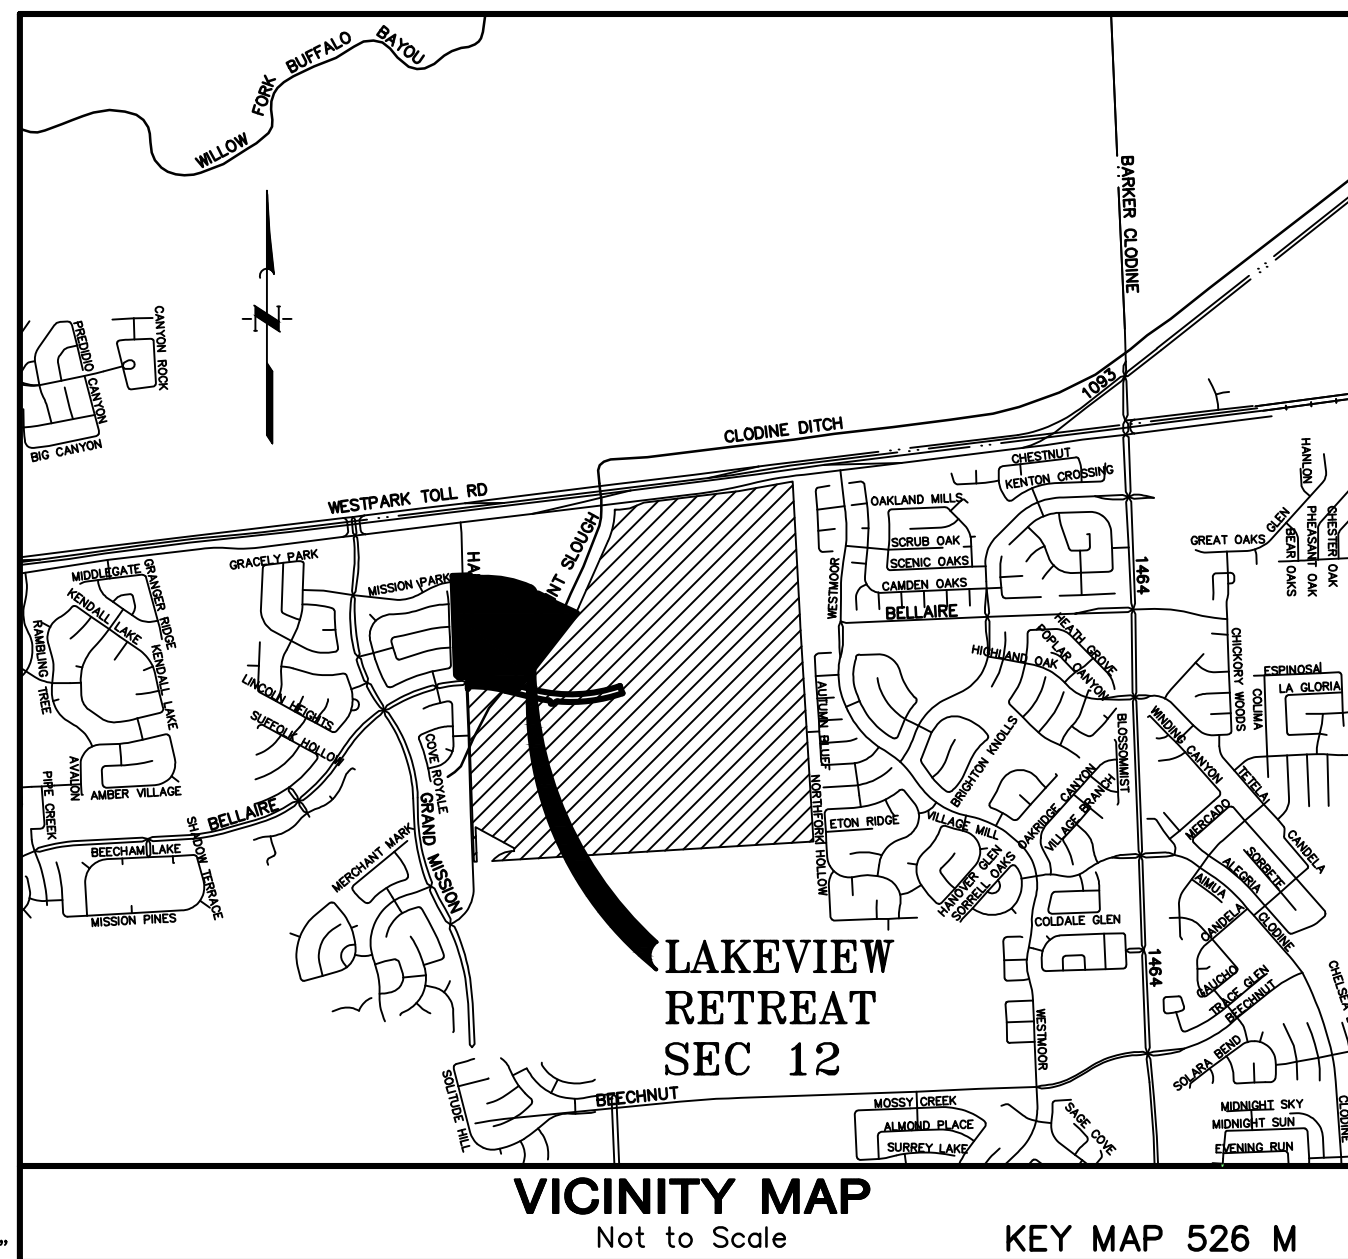 WILLOW FORK BUFFALO BAYOU
BARKER CLODINE
CANYON ROCK
PREDIDIO CANYON
BIG CANYON
N
1093
CLODINE DITCH
WESTPARK TOLL RD
CHESTNUT
KENTON CROSSING
HANLON
OAKLAND MILLS
SCRUB OAK
SCENIC OAKS
CAMDEN OAKS
BELLAIRE
WESTMOOR
1464
GREAT OAKS
GLEN
BEAR OAKS
PHEASANT OAK
CHESTER OAK
GRACELY PARK
MIDDLEGATE
GRANGER RIDGE
KENDALL LAKE
KENDALL LAKE
RAMBLING TREE
MISSION PARK
HA
NT SLOUGH
HEATH GROVE
POPLAR CANYON
HIGHLAND OAK
CHICKORY WOODS
ESPINOSA
LA GLORIA
COLIMA
LINCOLN HEIGHTS
SUFFOLK HOLLOW
AUTUMN BLUFF
BRIGHTON KNOLLS
BLOSSOMMIST
WINDING CANYON
TETELA
COVE ROYALE
AVALON
PIPE CREEK
AMBER VILLAGE
BELLAIRE
SHADOW TERRACE
BEECHAM LAKE
MISSION PINES
MERCHANT MARK
GRAND MISSION
NORTHFORK HOLLOW
ETON RIDGE
VILLAGE MILL
OAKRIDGE CANYON
VILLAGE BRANCH
HANOVER GLEN
SORRELL OAKS
MERCADO
CANDELA
SORBETE
ALEGRIA
AIMUA
CANDELA
CLODINE
COLDALE GLEN
1464
GAUCHO
TRACE GLEN
BEECHNUT
CHELSEA
LAKEVIEW
RETREAT
SEC 12
WESTMOOR
SOLARA BEND
SOLITUDE HILL
BEECHNUT
MOSSY CREEK
ALMOND PLACE
SURREY LAKE
SAGE COVE
MIDNIGHT SKY
MIDNIGHT SUN
EVENING RUN
CLODINE
VICINITY MAP
Not to Scale
KEY MAP 526 M